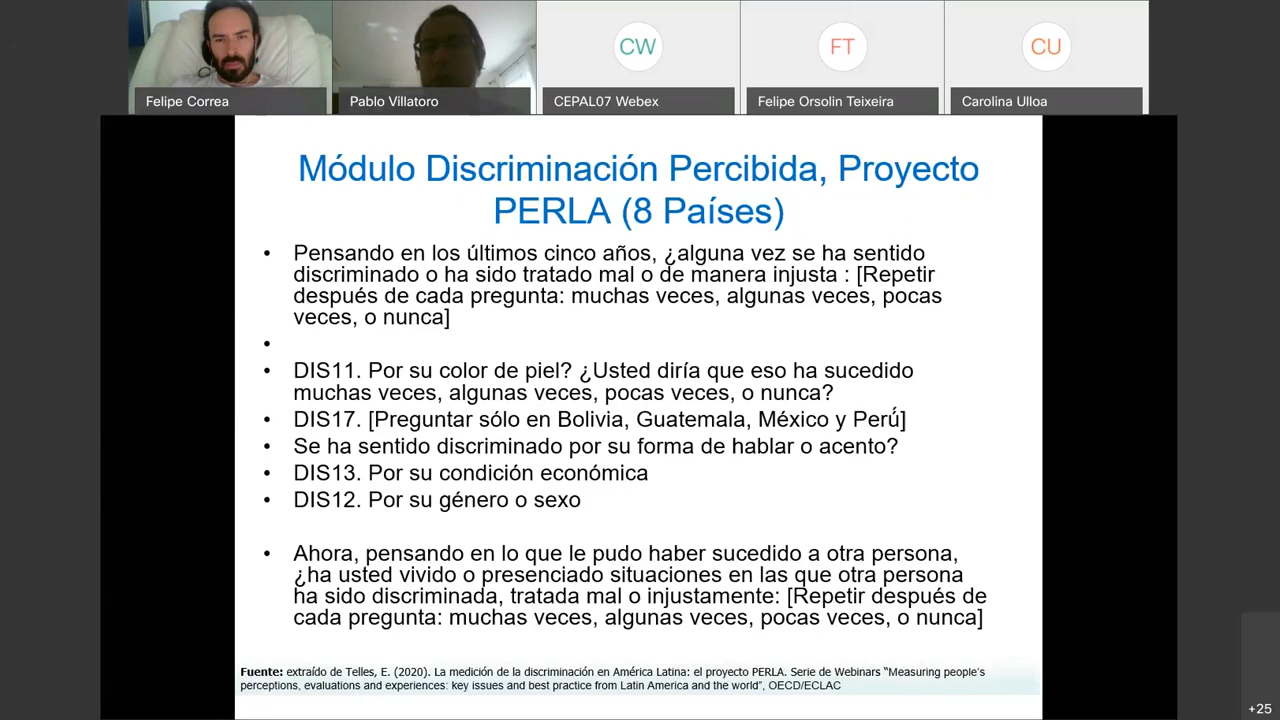 CW
FT
CU
Felipe Correa
Pablo Villatoro
CEPAL07 Webex
Felipe Orsolin Teixeira
Carolina Ulloa
Módulo Discriminación Percibida, Proyecto
PERLA (8 Países)
• Pensando en los últimos cinco años, ¿alguna vez se ha sentido
discriminado o ha sido tratado mal o de manera injusta : [Repetir
después de cada pregunta: muchas veces, algunas veces, pocas
veces, o nunca]
•
• DIS11. Por su color de piel? ¿Usted diría que eso ha sucedido
muchas veces, algunas veces, pocas veces, o nunca?
• DIS17. [Preguntar sólo en Bolivia, Guatemala, México y Perú]
• Se ha sentido discriminado por su forma de hablar o acento?
• DIS13. Por su condición económica
• DIS12. Por su género o sexo
• Ahora, pensando en lo que le pudo haber sucedido a otra persona,
¿ha usted vivido o presenciado situaciones en las que otra persona
ha sido discriminada, tratada mal o injustamente: [Repetir después de
cada pregunta: muchas veces, algunas veces, pocas veces, o nunca]
Fuente: extraído de Telles, E. (2020). La medición de la discriminación en América Latina: el proyecto PERLA. Serie de Webinars “Measuring people’s
perceptions, evaluations and experiences: key issues and best practice from Latin America and the world”, OECD/ECLAC
+25